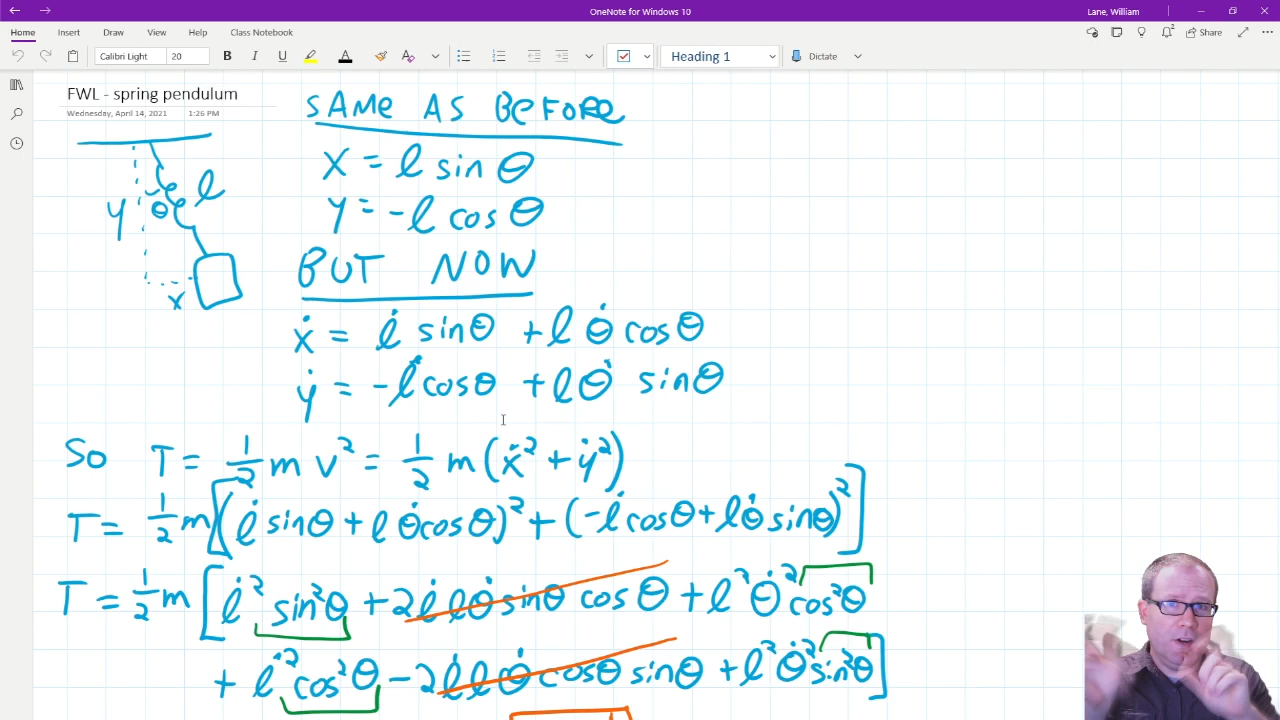 OneNote for Windows 10
Lane, William
Home Insert Draw View Help Class Notebook
2
Share
Calibri Light 20 B I U A Heading 1 Dictate
FWL - spring pendulum
Wednesday, April 14, 2021 1:26 PM
y θ l
x
SAME AS BEFORE
x = l sin θ
y = -l cos θ
BUT NOW
ẋ = l̇ sinθ + l θ̇ cosθ
ẏ = -l̇ cosθ + l θ̇ sinθ
So T = 1/2 m v² = 1/2 m (ẋ² + ẏ²)
T = 1/2 m [(l̇ sinθ + l θ̇ cosθ)² + (-l̇ cosθ + l θ̇ sinθ)²]
T = 1/2 m [l̇² sin²θ + 2 l̇ l θ̇ sinθ cosθ + l² θ̇² cos²θ
+ l̇² cos²θ - 2 l̇ l θ̇ cosθ sinθ + l² θ̇² sin²θ]